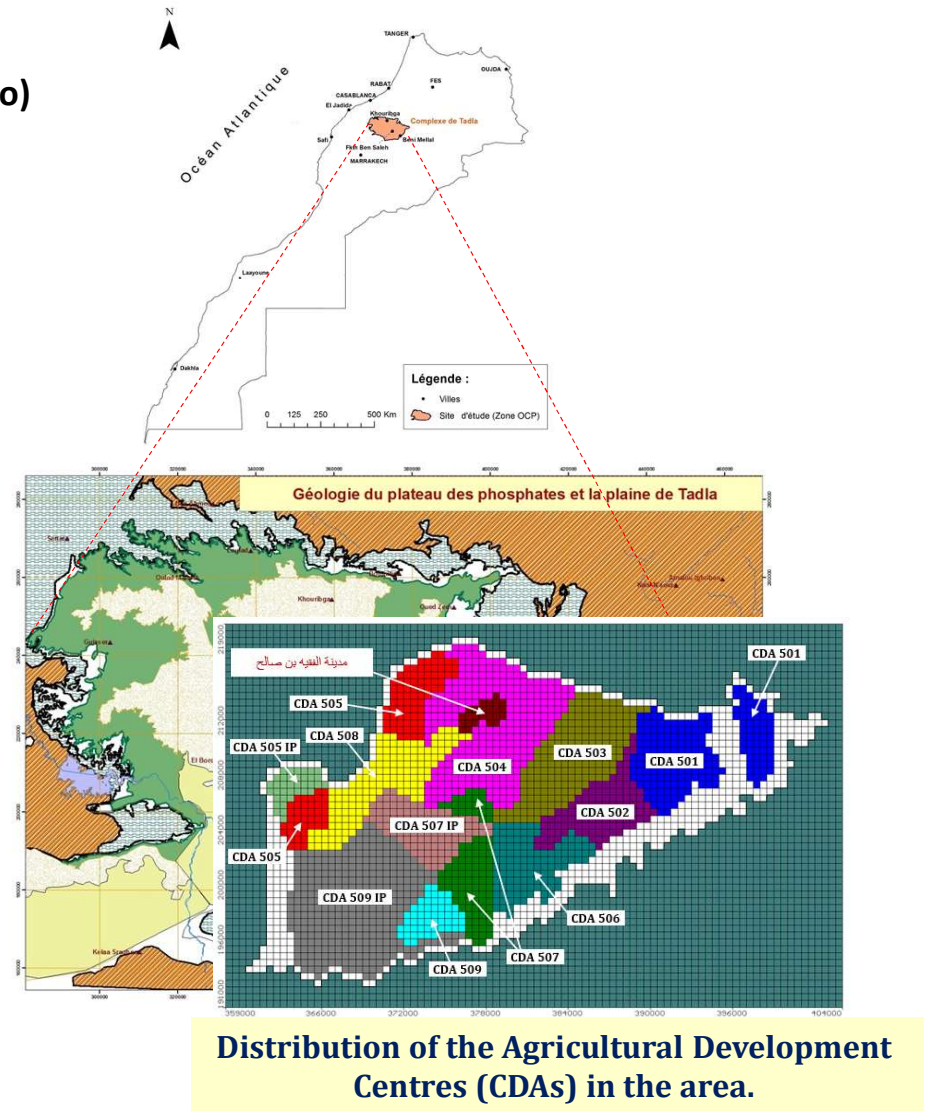 o)
N
Océan Atlantique
TANGER
OUJDA
RABAT
FES
CASABLANCA
El Jadida
Khouribga
Complexe de Tadla
Safi
Beni Mellal
Fkih Ben Saleh
MARRAKECH
Laayoune
Dakhla
Légende :
Villes
Site d'étude (Zone OCP)
0 125 250 500 Km
Géologie du plateau des phosphates et la plaine de Tadla
Khouribga
Oued Zem
Guisser
El Bor
219000
212000
208000
204000
200000
196000
191000
مدينة الفقيه بن صالح
CDA 501
CDA 505
CDA 508
CDA 505 IP
CDA 503
CDA 504
CDA 501
CDA 502
CDA 507 IP
CDA 505
CDA 509 IP
CDA 506
CDA 507
CDA 509
359000 366000 372000 378000 384000 390000 396000 404000
Distribution of the Agricultural Development
Centres (CDAs) in the area.